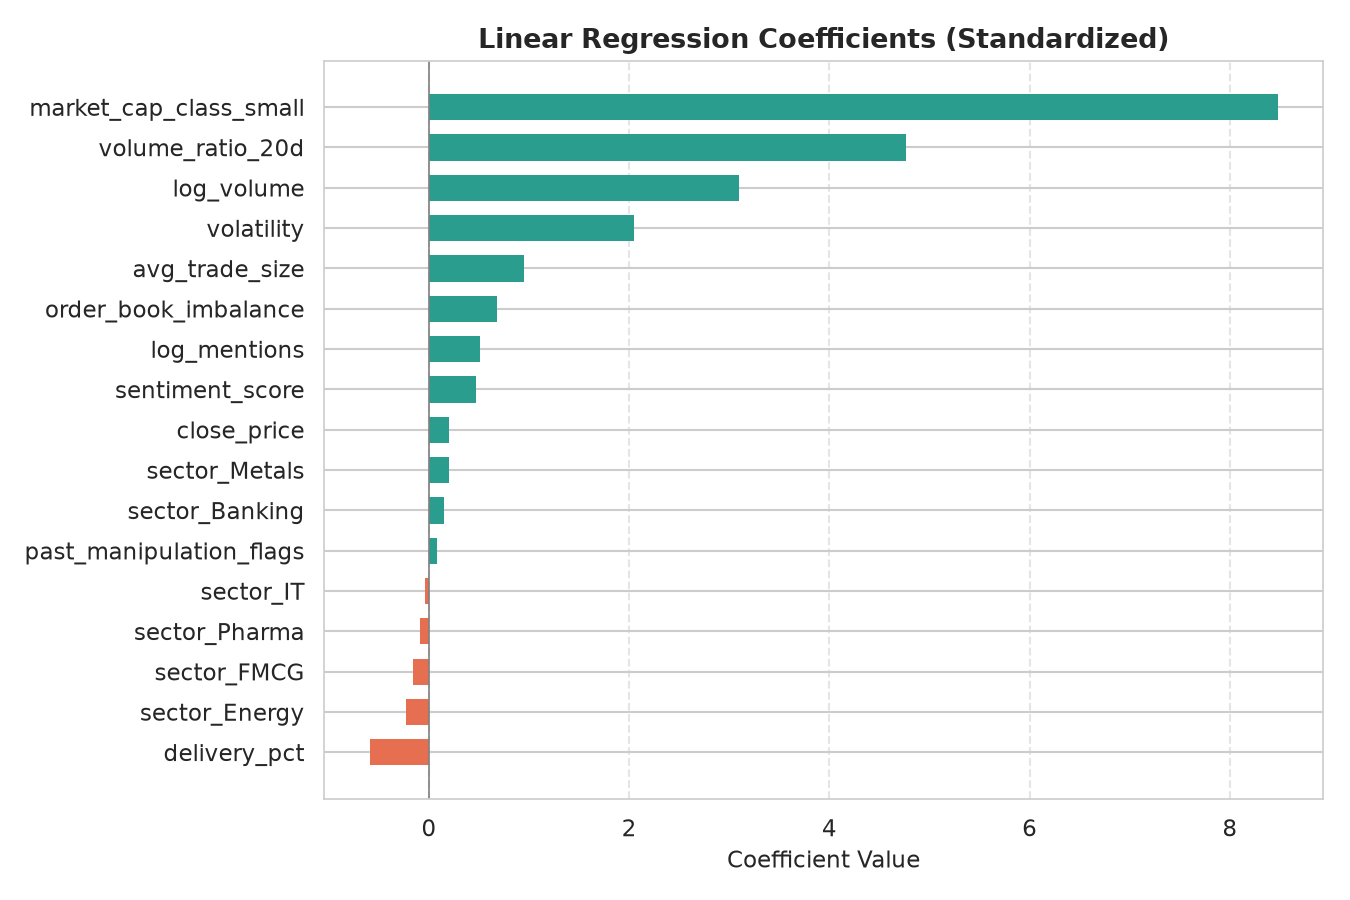 Linear Regression Coefficients (Standardized)
market_cap_class_small
volume_ratio_20d
log_volume
volatility
avg_trade_size
order_book_imbalance
log_mentions
sentiment_score
close_price
sector_Metals
sector_Banking
past_manipulation_flags
sector_IT
sector_Pharma
sector_FMCG
sector_Energy
delivery_pct
0 2 4 6 8
Coefficient Value